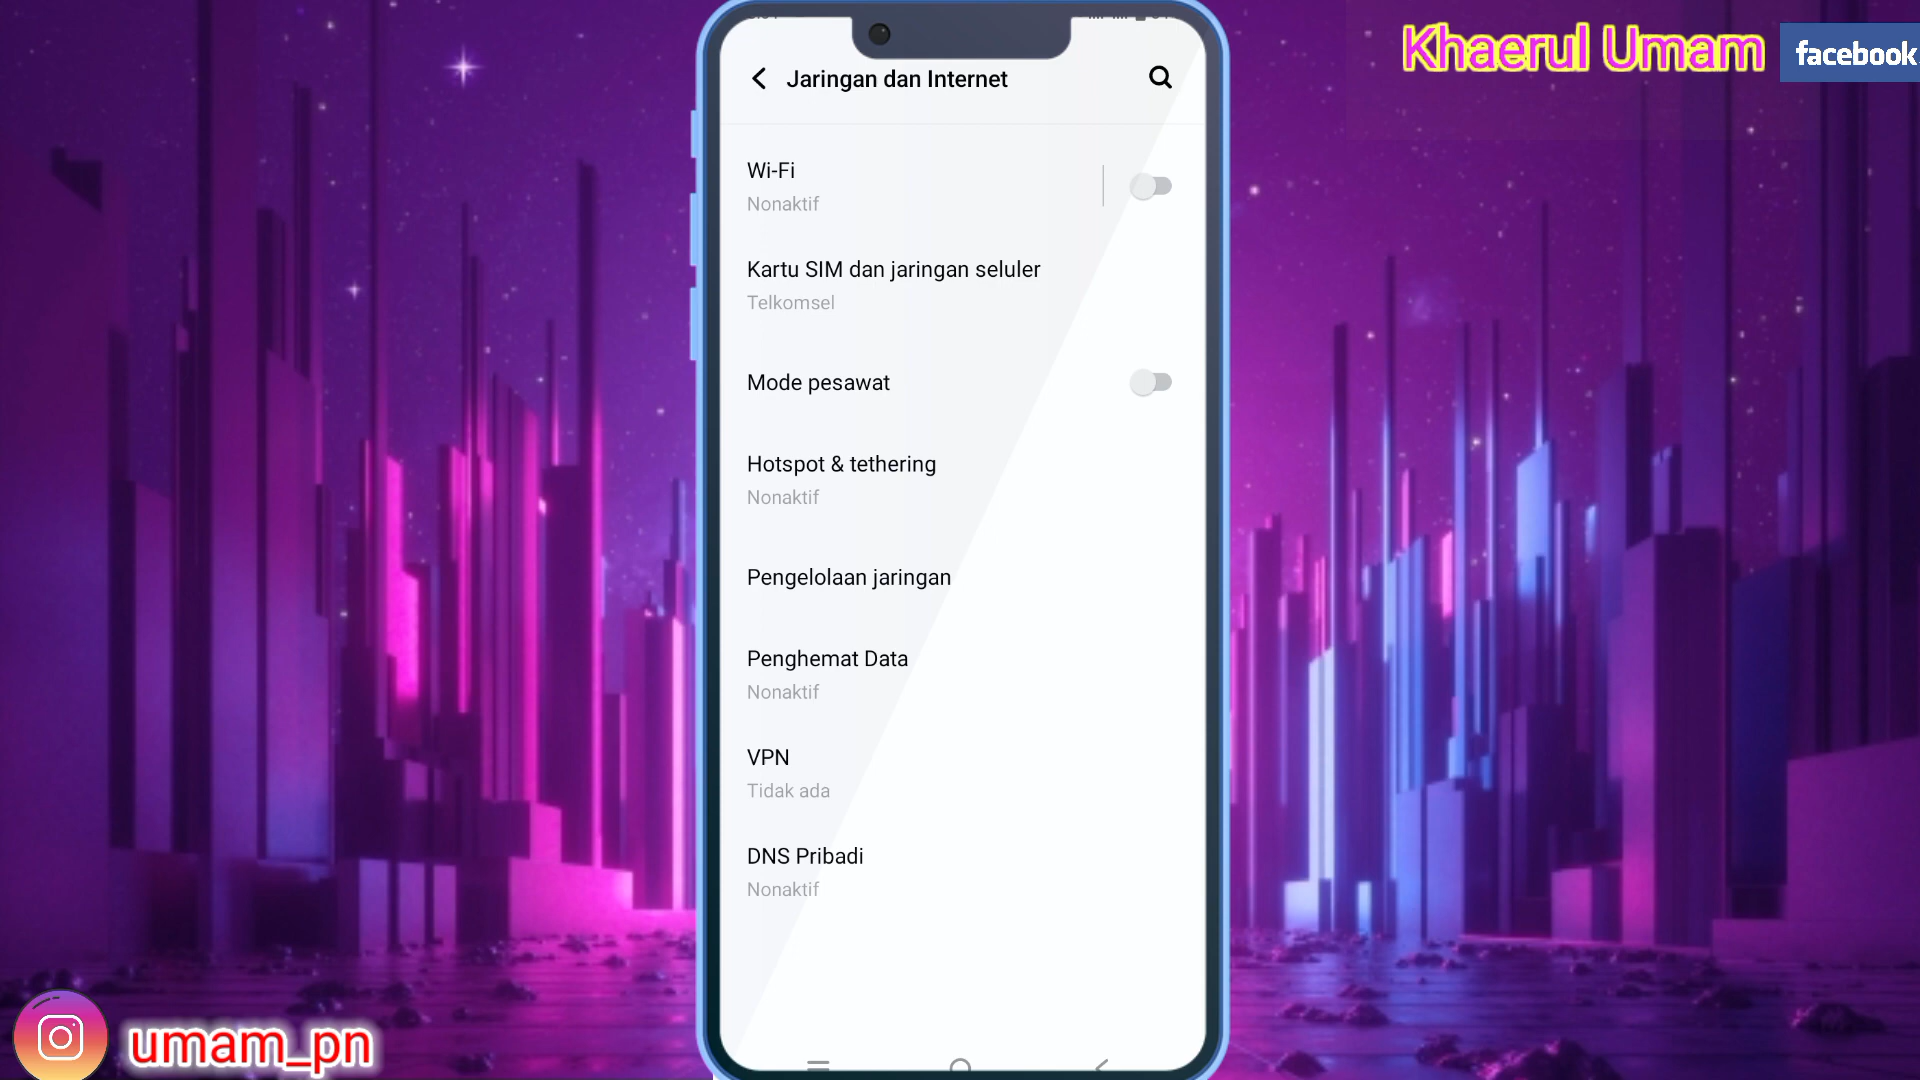 Khaerul Umam
facebook
Jaringan dan Internet
Wi-Fi
Nonaktif
Kartu SIM dan jaringan seluler
Telkomsel
Mode pesawat
Hotspot & tethering
Nonaktif
Pengelolaan jaringan
Penghemat Data
Nonaktif
VPN
Tidak ada
DNS Pribadi
Nonaktif
umam_pn